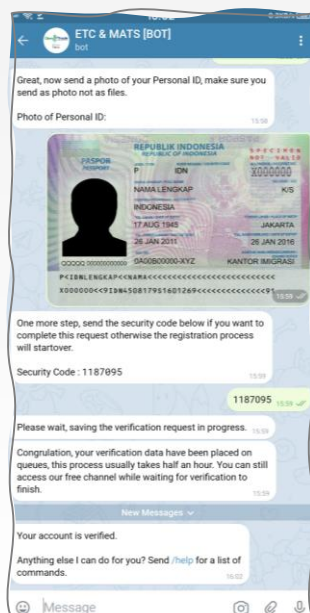 ETC & MATS [BOT]
bot
Great, now send a photo of your Personal ID, make sure you
send as photo not as files.
Photo of Personal ID:
15:58
REPUBLIK INDONESIA
REPUBLIC OF INDONESIA
SPECIMEN
NOT VALID
PASPOR
PASSPORT
P
IDN
X000000
NAMA LENGKAP
K/S
INDONESIA
17 AUG 1945
JAKARTA
26 JAN 2011
26 JAN 2016
0A00S00000-XYZ
KANTOR IMIGRASI
15:59
One more step, send the security code below if you want to
complete this request otherwise the registration process
will startover.
Security Code : 1187095
15:59
1187095
15:59
Please wait, saving the verification request in progress.
15:59
Congrulation, your verification data have been placed on
queues, this process usually takes half an hour. You can still
access our free channel while waiting for verification to
finish.
15:59
New Messages
Your account is verified.
Anything else I can do for you? Send /help for a list of
commands.
16:02
Message